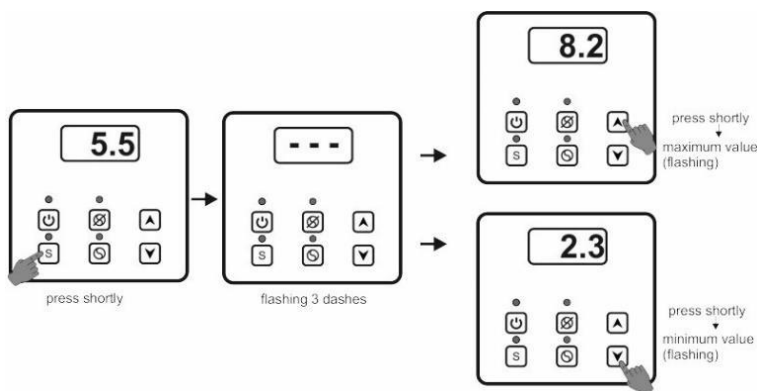 5.5
S
press shortly
- - -
S
flashing 3 dashes
8.2
S
press shortly
maximum value
(flashing)
2.3
S
press shortly
minimum value
(flashing)